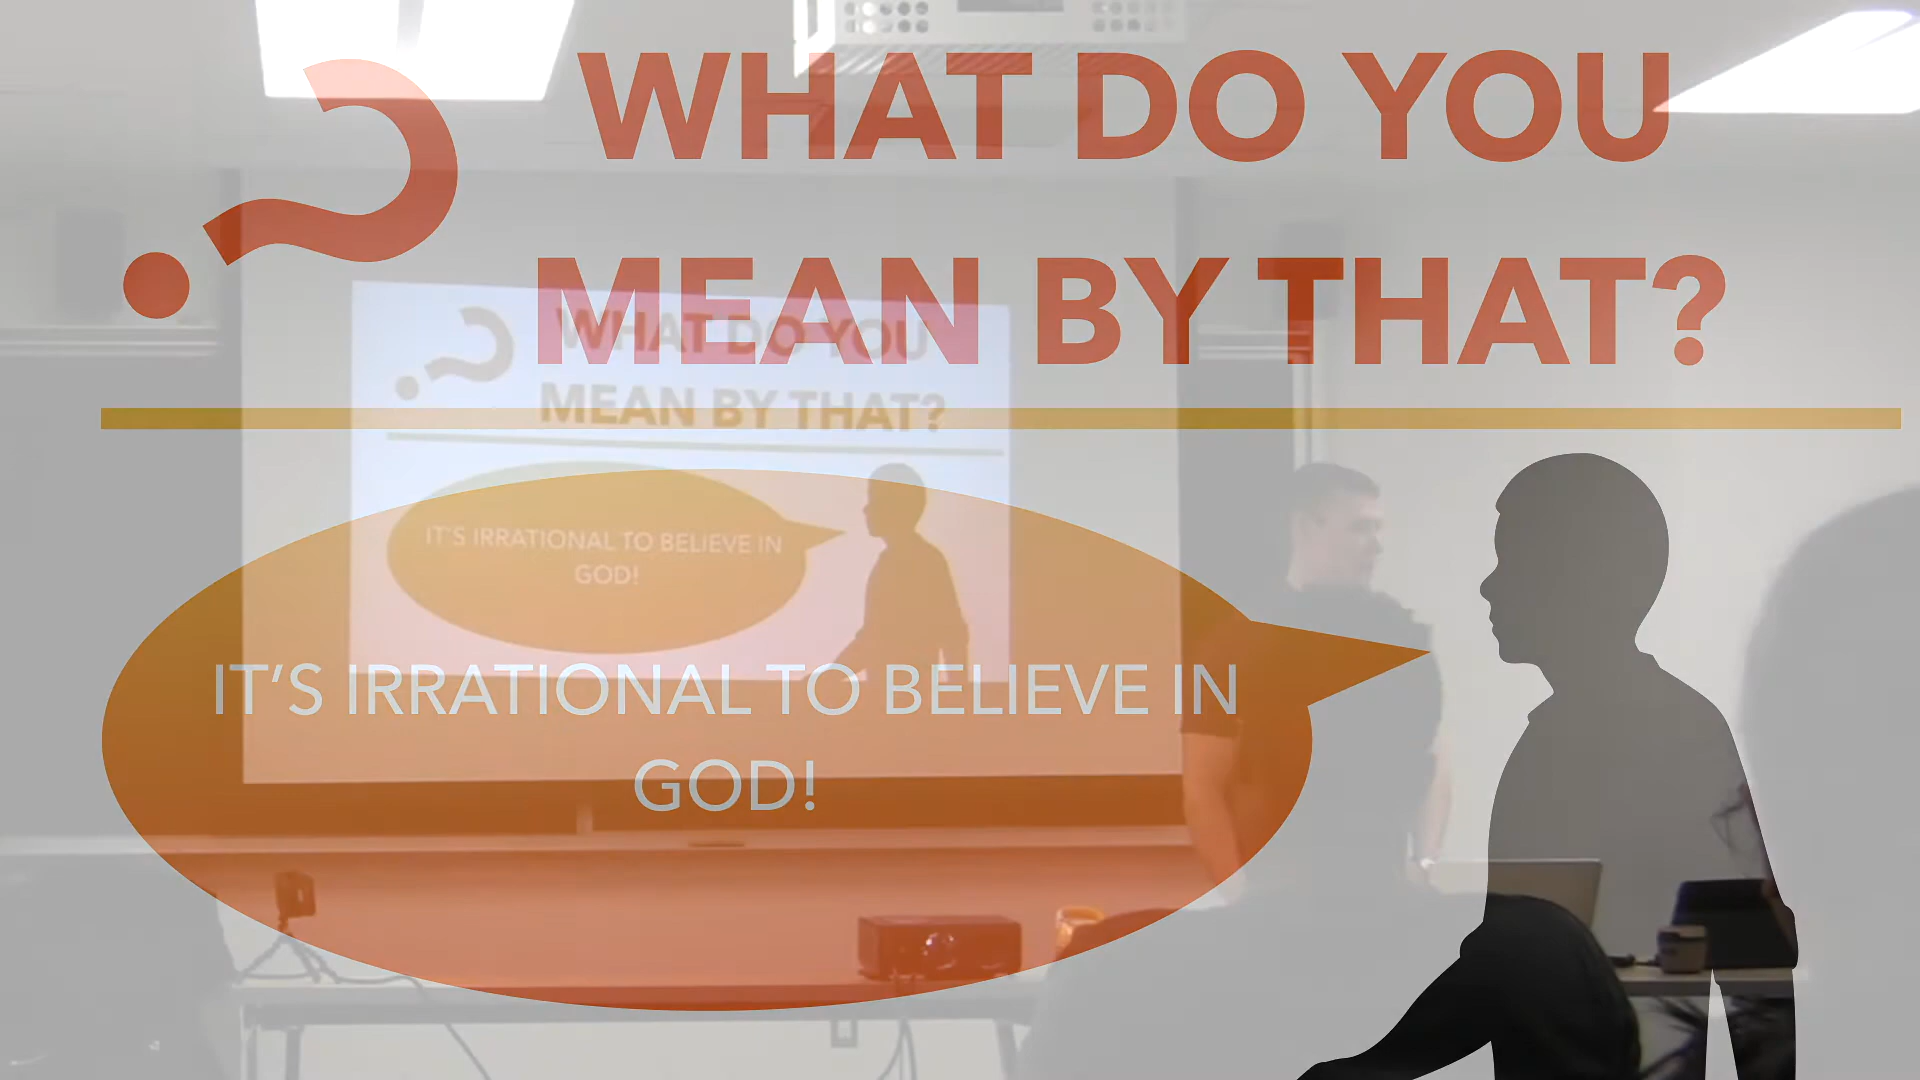 WHAT DO YOU
MEAN BY THAT?
IT'S IRRATIONAL TO BELIEVE IN
GOD!
WHAT DO YOU
MEAN BY THAT?
IT'S IRRATIONAL TO BELIEVE IN
GOD!